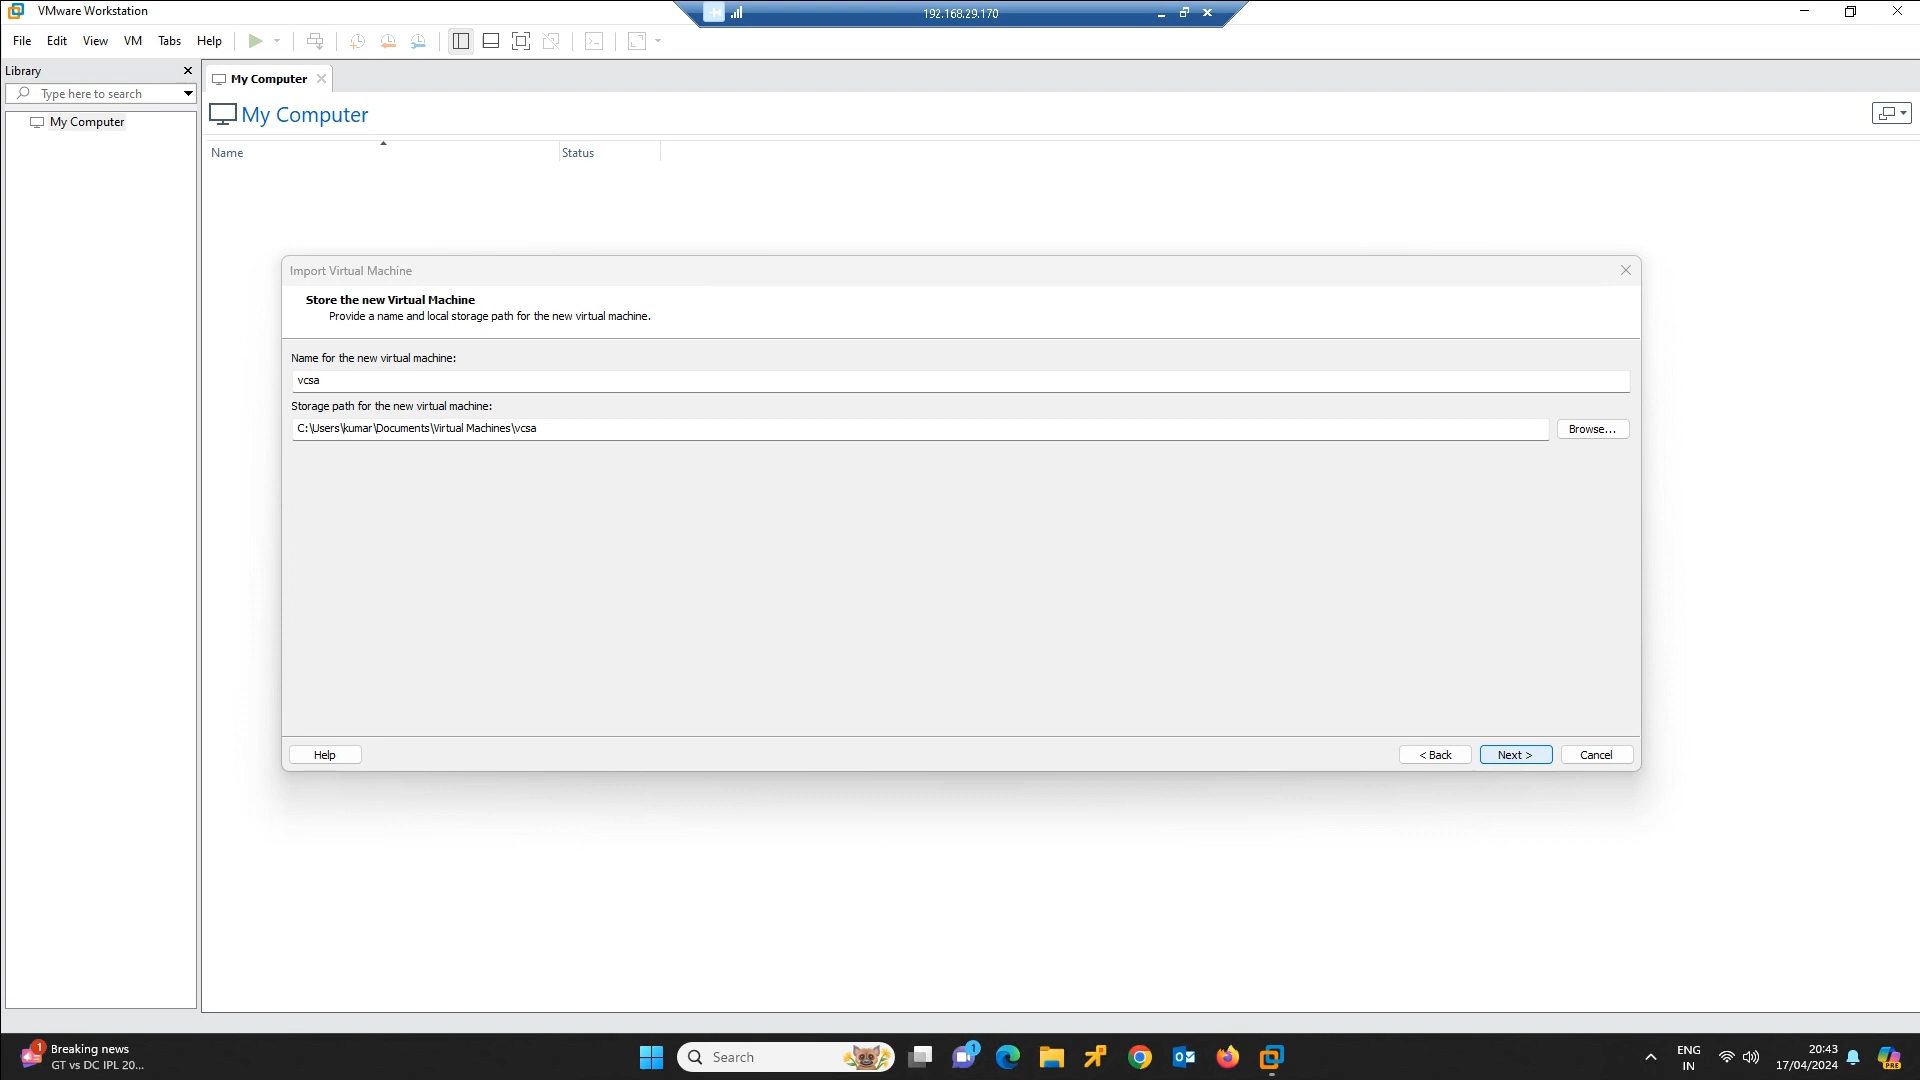 VMware Workstation
192.168.29.170
File Edit View VM Tabs Help
Library
My Computer
Type here to search
My Computer
My Computer
Name
Status
Import Virtual Machine
Store the new Virtual Machine
Provide a name and local storage path for the new virtual machine.
Name for the new virtual machine:
vcsa
Storage path for the new virtual machine:
C:\Users\kumar\Documents\Virtual Machines\vcsa
Browse...
Help
< Back
Next >
Cancel
1
Breaking news
GT vs DC IPL 20...
Search
1
ENG
IN
20:43
17/04/2024
PRE